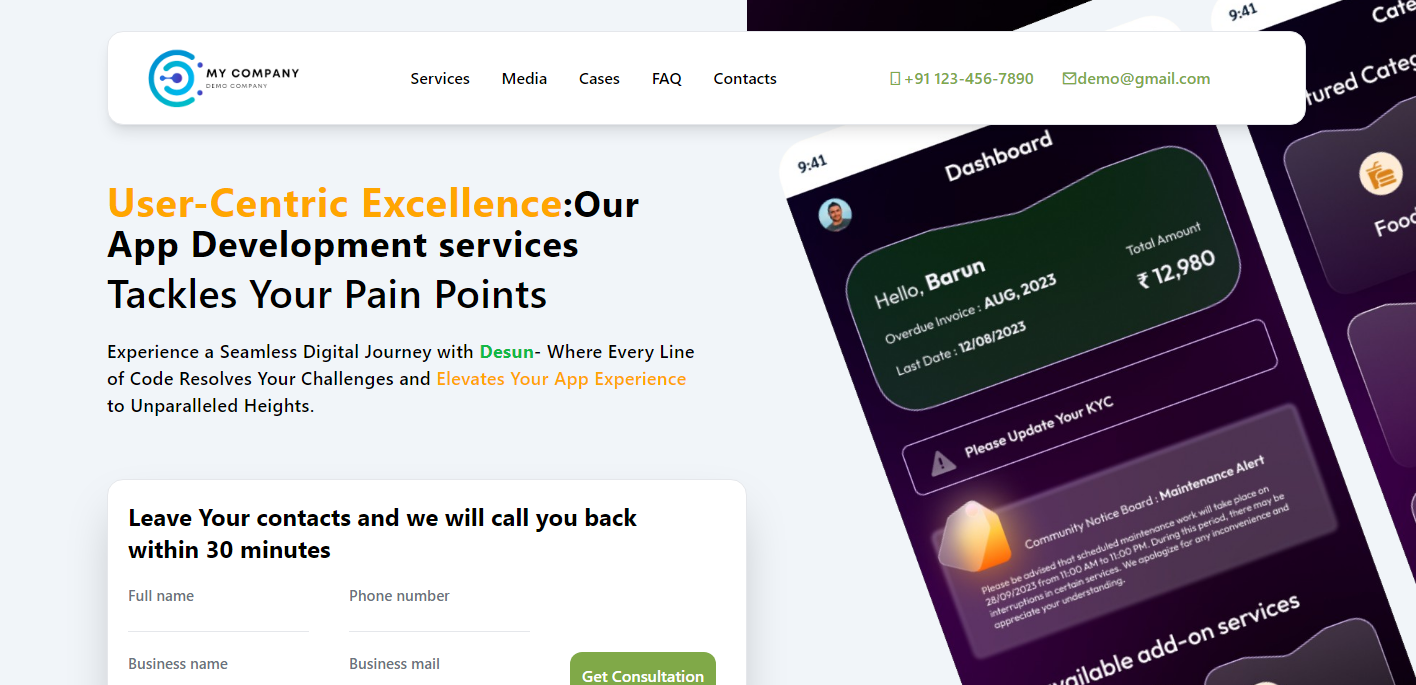 MY COMPANY
DEMO COMPANY
Services
Media
Cases
FAQ
Contacts
+91 123-456-7890
demo@gmail.com
User-Centric Excellence:Our
App Development services
Tackles Your Pain Points
Experience a Seamless Digital Journey with Desun- Where Every Line
of Code Resolves Your Challenges and Elevates Your App Experience
to Unparalleled Heights.
Leave Your contacts and we will call you back
within 30 minutes
Full name
Phone number
Business name
Business mail
Get Consultation
9:41
Dashboard
Hello, Barun
Overdue Invoice : AUG, 2023
Last Date : 12/08/2023
Total Amount
₹ 12,980
Please Update Your KYC
Community Notice Board : Maintenance Alert
Please be advised that scheduled maintenance work will take place on
28/09/2023 from 11:00 AM to 11:00 PM. During this period, there may be
interruptions in certain services. We apologize for any inconvenience and
appreciate your understanding.
vailable add-on services
9:41
Cate
tured Categ
Food